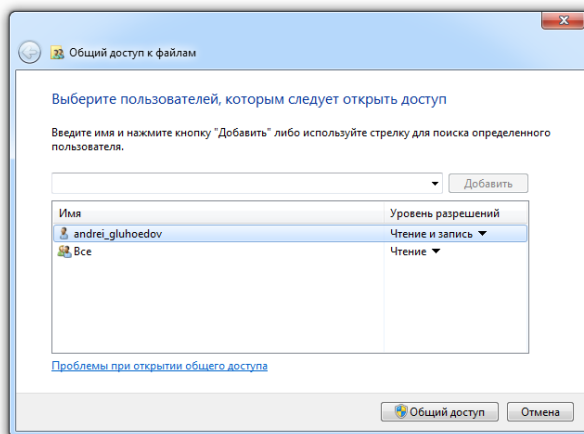 Общий доступ к файлам
Выберите пользователей, которым следует открыть доступ
Введите имя и нажмите кнопку "Добавить" либо используйте стрелку для поиска определенного
пользователя.
Добавить
Имя Уровень разрешений
andrei_gluhoedov Чтение и запись
Все Чтение
Проблемы при открытии общего доступа
Общий доступ Отмена